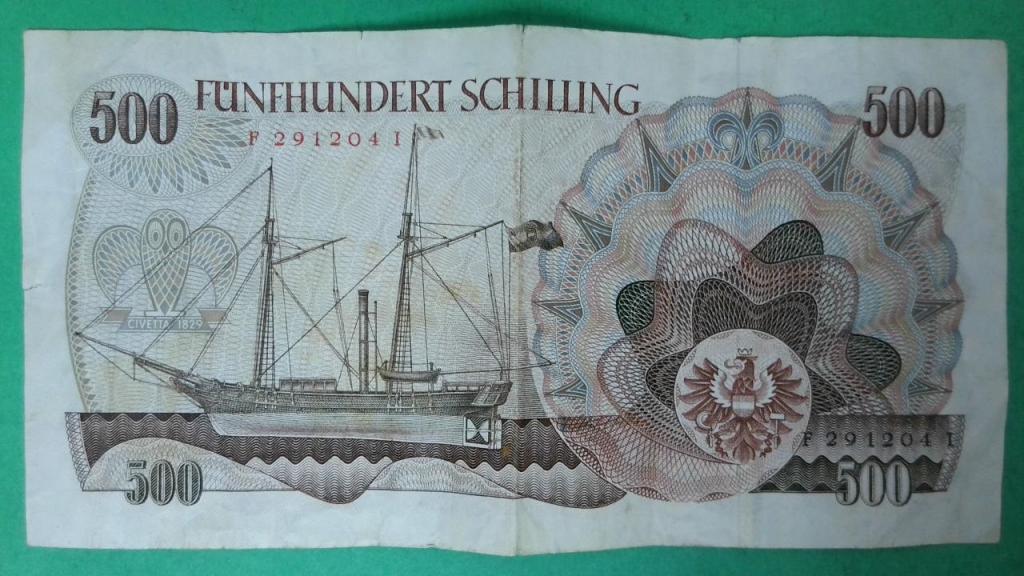 500
FÜNFHUNDERT SCHILLING
500
F 291204 I
CIVETTA 1829
F 291204 I
500
500